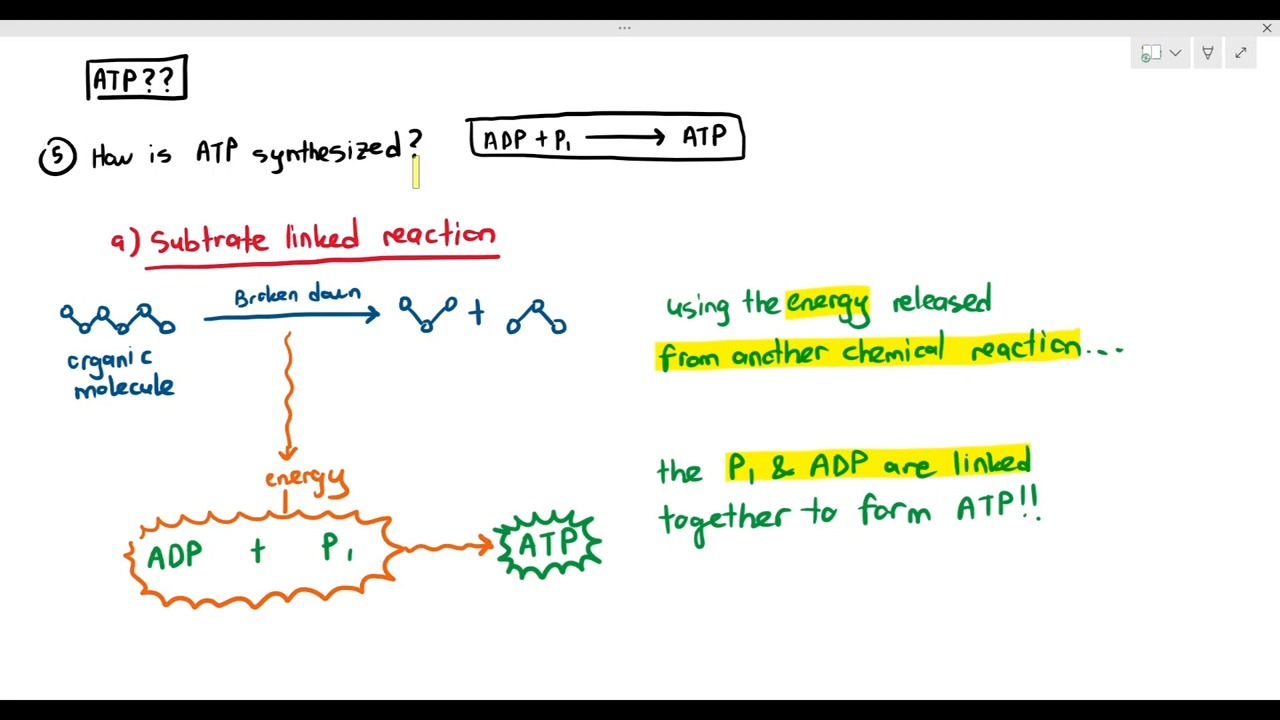 ATP??
5 How is ATP synthesized?
ADP + Pi → ATP
a) Subtrate linked reaction
Broken down
+
organic
molecule
using the energy released
from another chemical reaction...
energy
the Pi & ADP are linked
together to form ATP!!
ADP + Pi
ATP